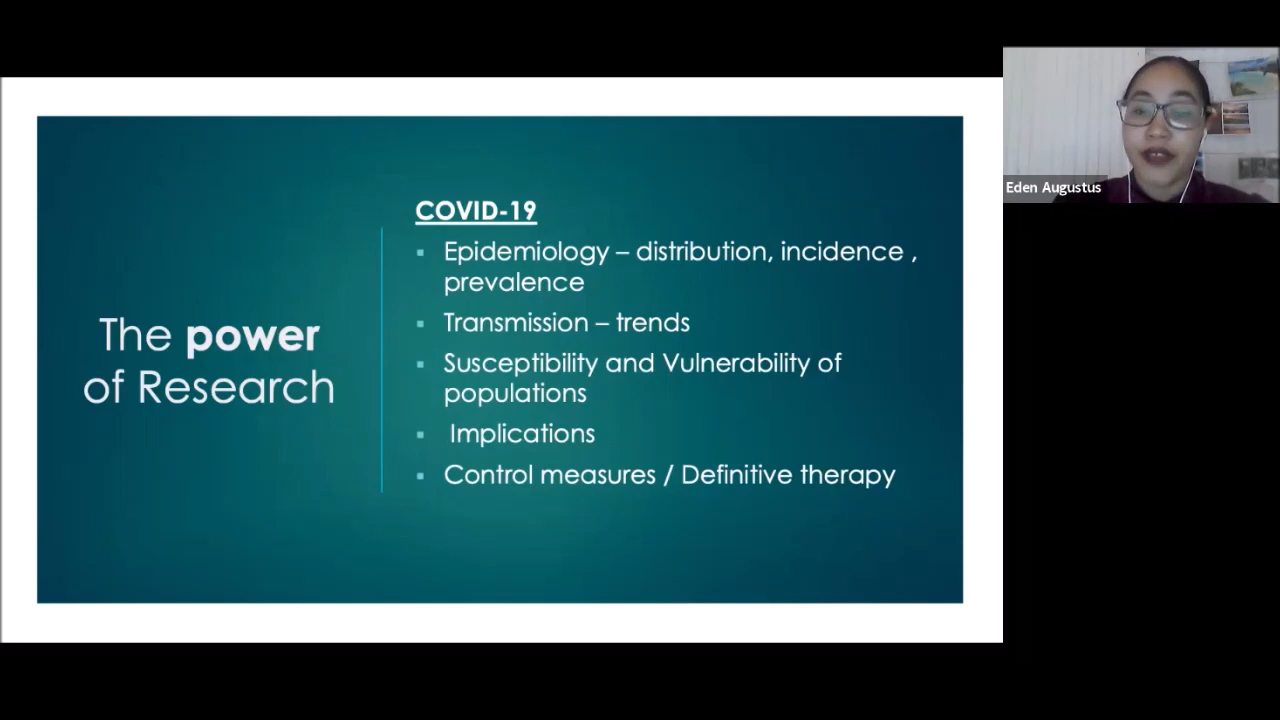 The power
of Research
COVID-19
▪ Epidemiology – distribution, incidence ,
prevalence
▪ Transmission – trends
▪ Susceptibility and Vulnerability of
populations
▪ Implications
▪ Control measures / Definitive therapy
Eden Augustus